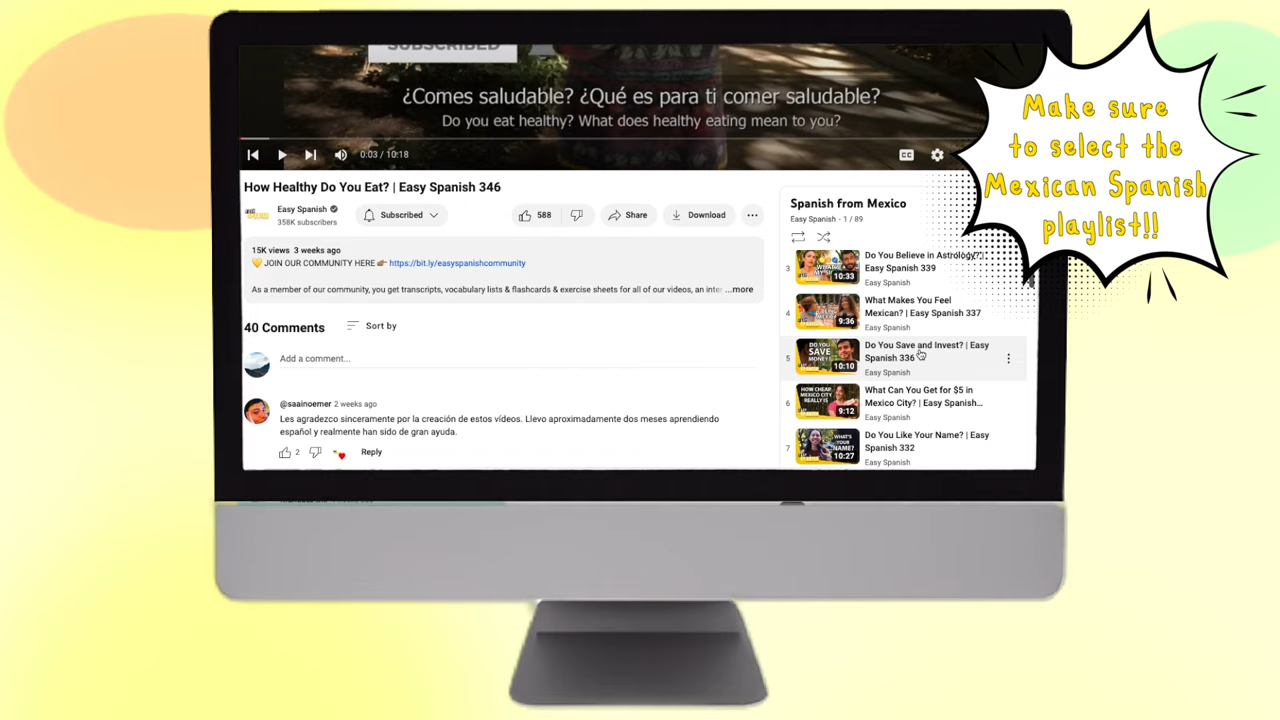 SUBSCRIBED
¿Comes saludable? ¿Qué es para ti comer saludable?
Do you eat healthy? What does healthy eating mean to you?
0:03 / 10:18
CC
How Healthy Do You Eat? | Easy Spanish 346
Easy Spanish
358K subscribers
Subscribed
588
Share
Download
15K views 3 weeks ago
💛 JOIN OUR COMMUNITY HERE 👉🏽 https://bit.ly/easyspanishcommunity
As a member of our community, you get transcripts, vocabulary lists & flashcards & exercise sheets for all of our videos, an inter ...more
40 Comments
Sort by
Add a comment...
@saainoemer 2 weeks ago
Les agradezco sinceramente por la creación de estos vídeos. Llevo aproximadamente dos meses aprendiendo
español y realmente han sido de gran ayuda.
2
Reply
Spanish from Mexico
Easy Spanish - 1 / 89
3
10:33
Do You Believe in Astrology? |
Easy Spanish 339
Easy Spanish
4
9:36
What Makes You Feel
Mexican? | Easy Spanish 337
Easy Spanish
5
DO YOU
SAVE
MONEY?
10:10
Do You Save and Invest? | Easy
Spanish 336
Easy Spanish
6
HOW CHEAP
MEXICO CITY
REALLY IS
9:12
What Can You Get for $5 in
Mexico City? | Easy Spanish...
Easy Spanish
7
WHAT'S
YOUR
NAME?
10:27
Do You Like Your Name? | Easy
Spanish 332
Easy Spanish
Make sure
to select the
Mexican Spanish
playlist!!